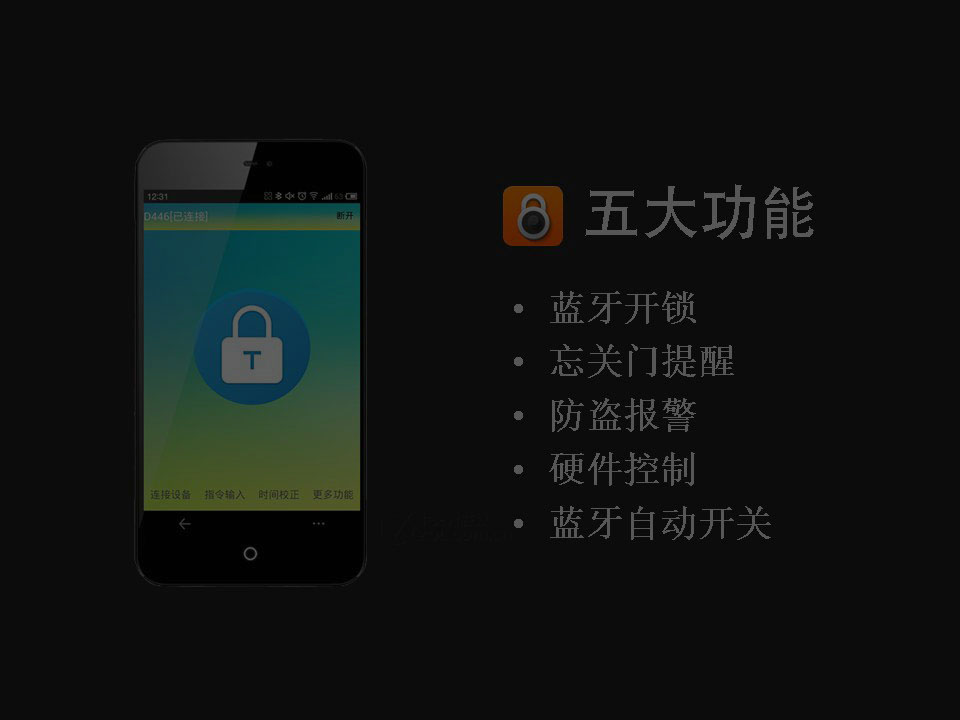 12:31
D446[已连接] 断开
T
连接设备 指令输入 时间校正 更多功能
五大功能
• 蓝牙开锁
• 忘关门提醒
• 防盗报警
• 硬件控制
• 蓝牙自动开关